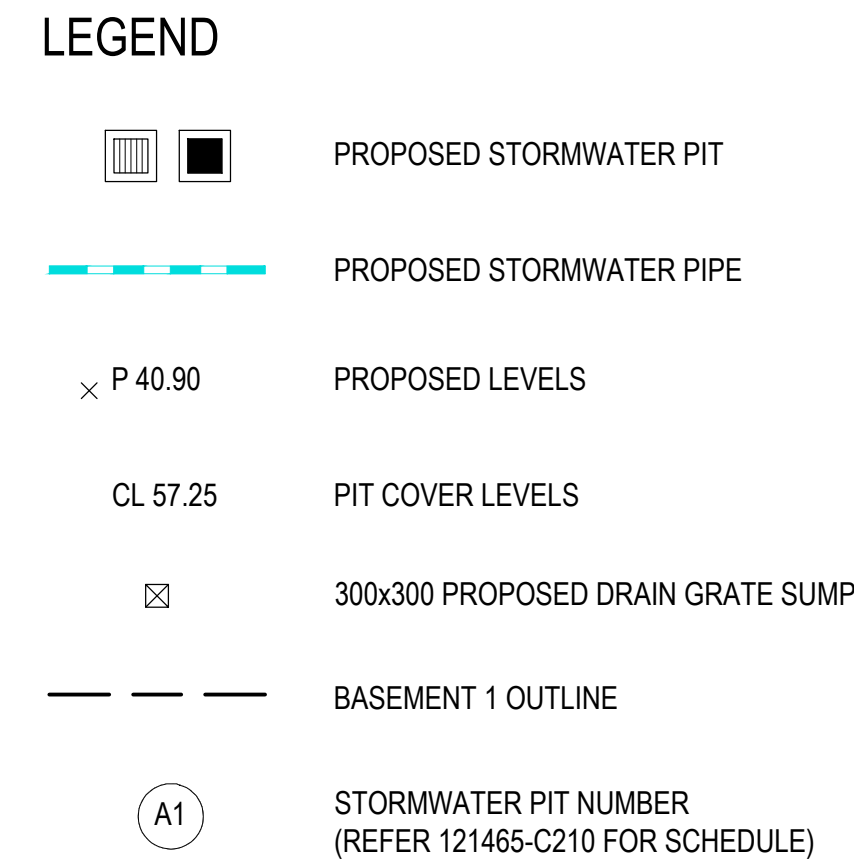 LEGEND
PROPOSED STORMWATER PIT
PROPOSED STORMWATER PIPE
P 40.90 PROPOSED LEVELS
CL 57.25 PIT COVER LEVELS
300x300 PROPOSED DRAIN GRATE SUMP
BASEMENT 1 OUTLINE
A1 STORMWATER PIT NUMBER
(REFER 121465-C210 FOR SCHEDULE)